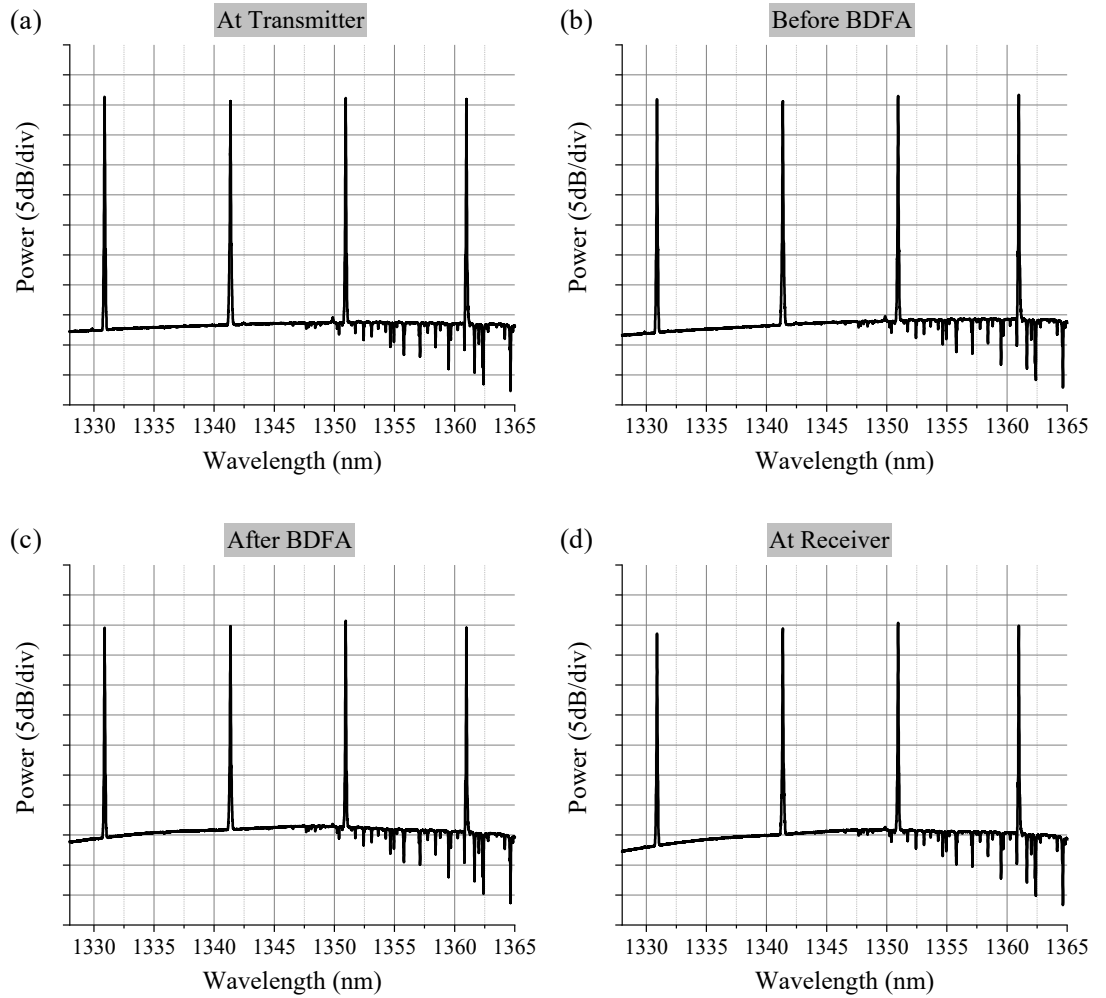 (a) At Transmitter
Power (5dB/div)
1330 1335 1340 1345 1350 1355 1360 1365
Wavelength (nm)
(b) Before BDFA
Power (5dB/div)
1330 1335 1340 1345 1350 1355 1360 1365
Wavelength (nm)
(c) After BDFA
Power (5dB/div)
1330 1335 1340 1345 1350 1355 1360 1365
Wavelength (nm)
(d) At Receiver
Power (5dB/div)
1330 1335 1340 1345 1350 1355 1360 1365
Wavelength (nm)